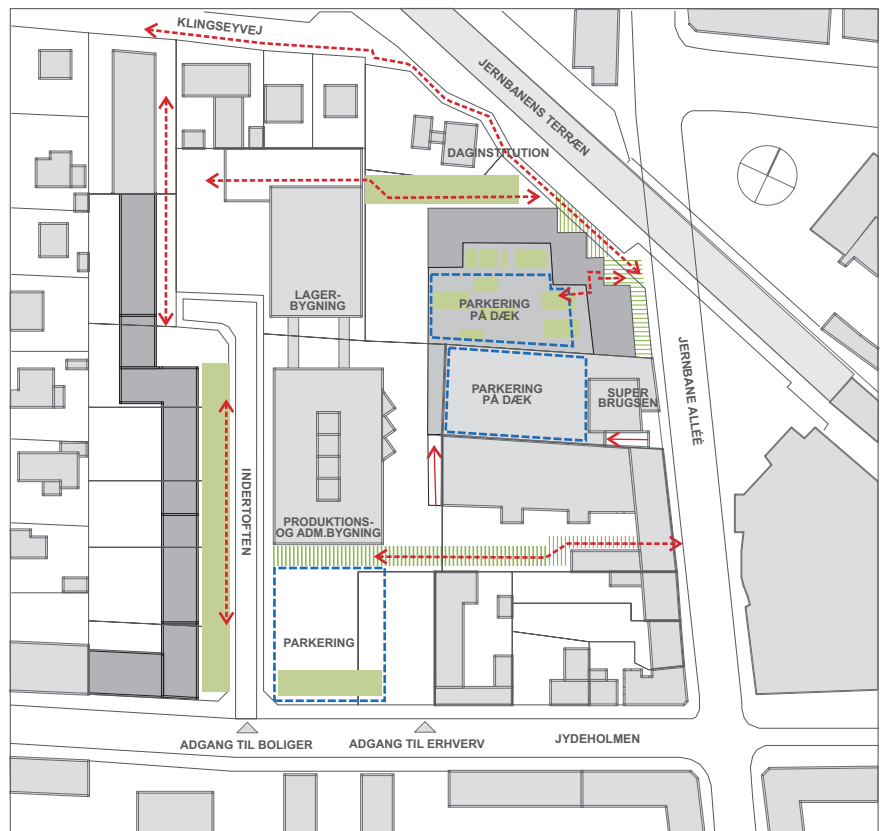 KLINGSEYVEJ
JERNBANENS TERRÆN
DAGINSTITUTION
LAGER-
BYGNING
PARKERING
PÅ DÆK
PARKERING
PÅ DÆK
SUPER
BRUGSEN
JERNBANE ALLÉÉ
INDERTOFTEN
PRODUKTIONS-
OG ADM.BYGNING
PARKERING
ADGANG TIL BOLIGER
ADGANG TIL ERHVERV
JYDEHOLMEN